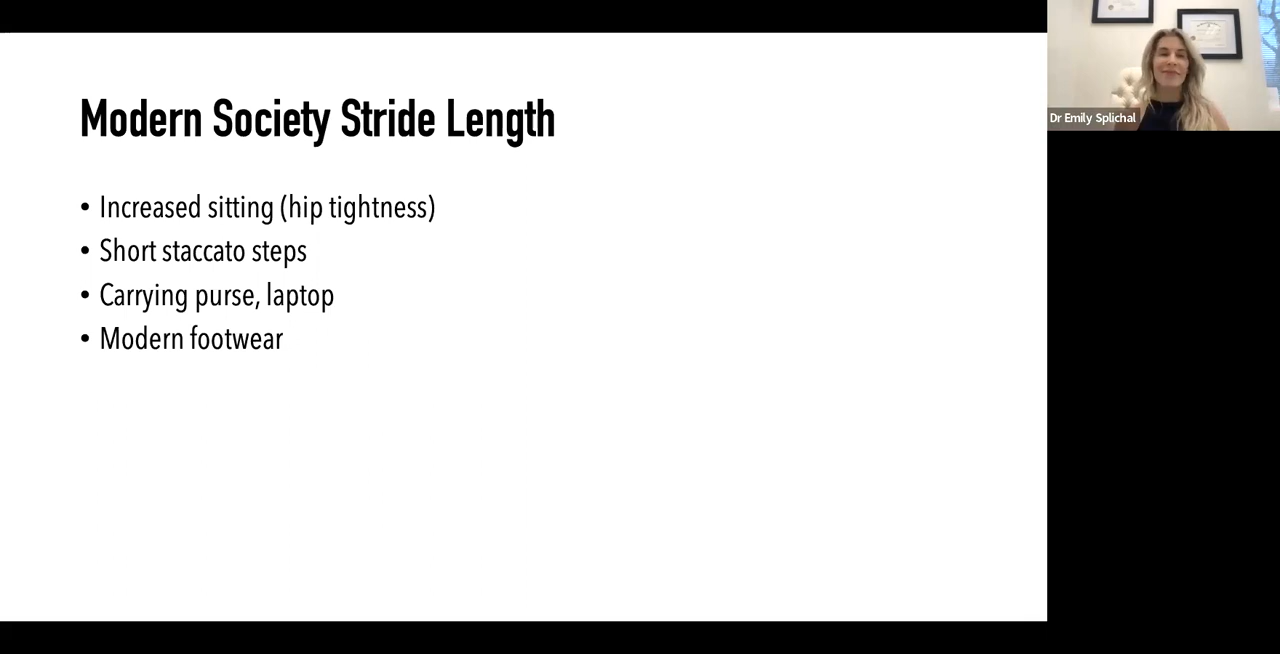 Modern Society Stride Length
• Increased sitting (hip tightness)
• Short staccato steps
• Carrying purse, laptop
• Modern footwear
Dr Emily Splichal